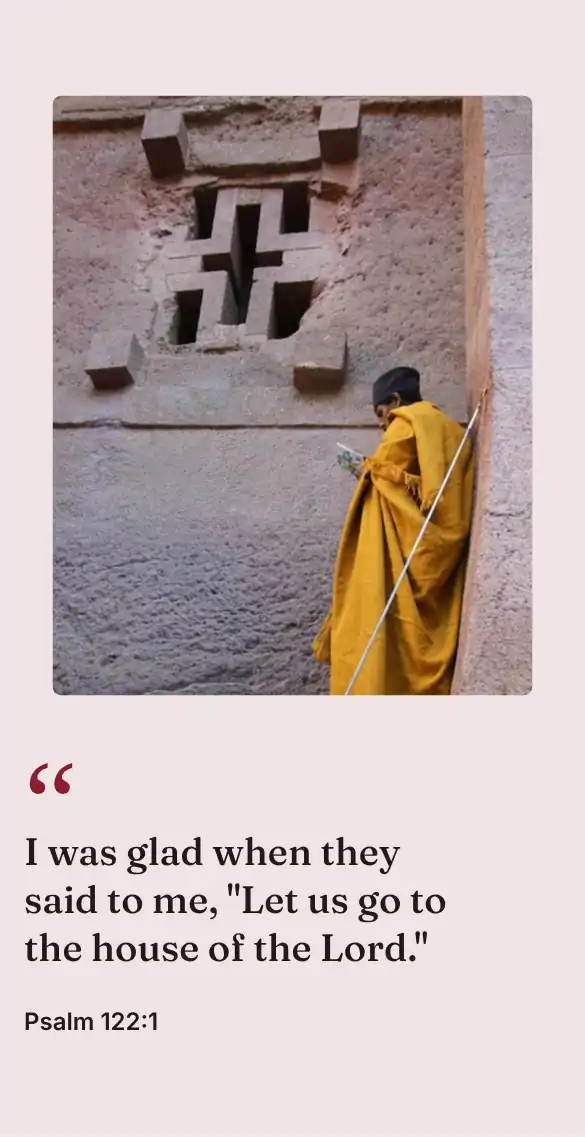 “
I was glad when they
said to me, "Let us go to
the house of the Lord."
Psalm 122:1